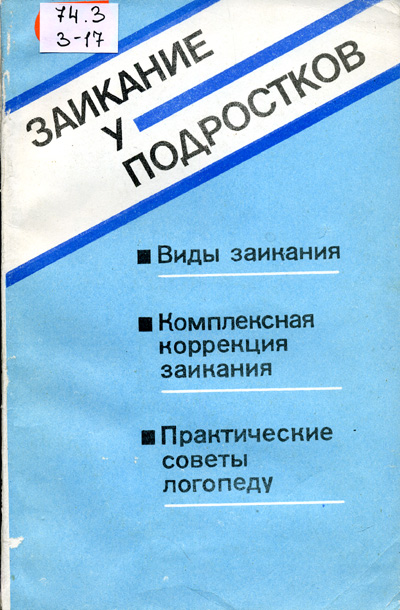 74.3
З-17
ЗАИКАНИЕ
У
ПОДРОСТКОВ
Виды заикания
Комплексная
коррекция
заикания
Практические
советы
логопеду